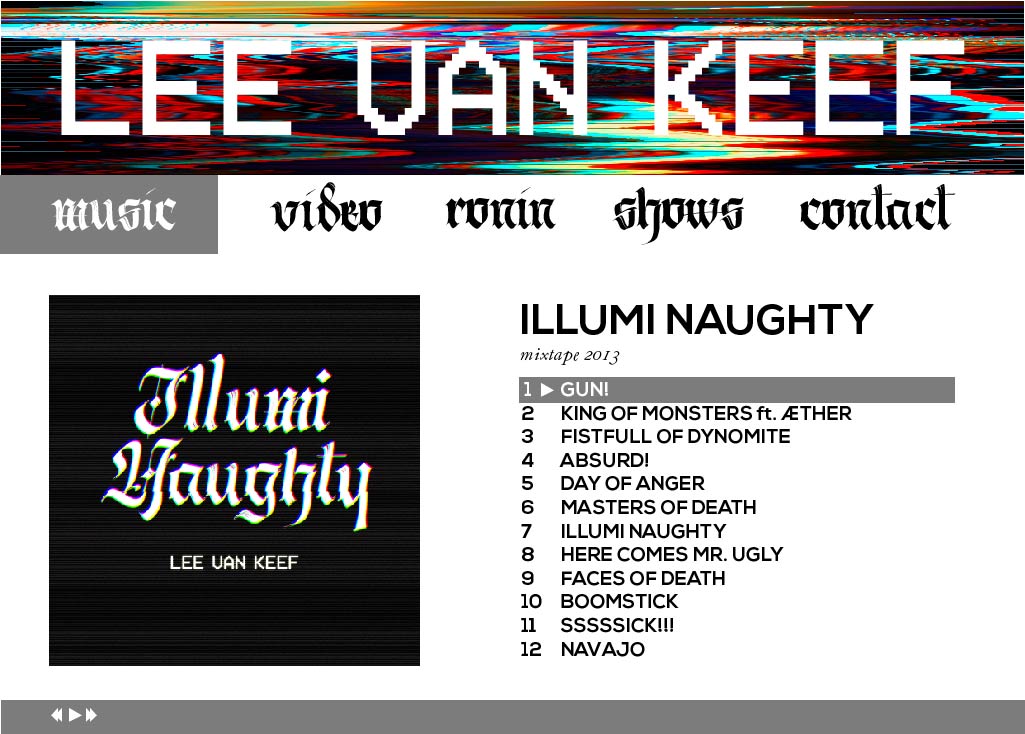 LEE VAN KEEF
music video ronin shows contact
Illumi
Naughty
LEE VAN KEEF
ILLUMI NAUGHTY
mixtape 2013
1 GUN!
2 KING OF MONSTERS ft. ÆTHER
3 FISTFULL OF DYNOMITE
4 ABSURD!
5 DAY OF ANGER
6 MASTERS OF DEATH
7 ILLUMI NAUGHTY
8 HERE COMES MR. UGLY
9 FACES OF DEATH
10 BOOMSTICK
11 SSSSSICK!!!
12 NAVAJO